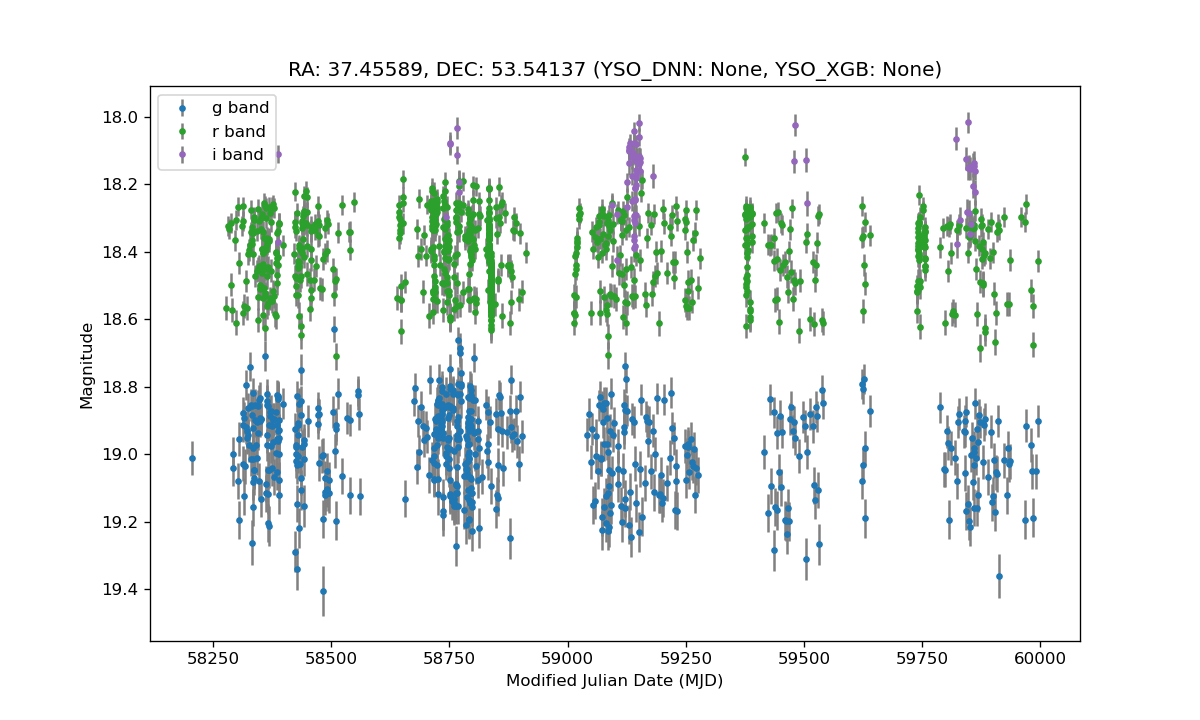 RA: 37.45589, DEC: 53.54137 (YSO_DNN: None, YSO_XGB: None)
g band
r band
i band
18.0
18.2
18.4
18.6
18.8
19.0
19.2
19.4
Magnitude
58250 58500 58750 59000 59250 59500 59750 60000
Modified Julian Date (MJD)